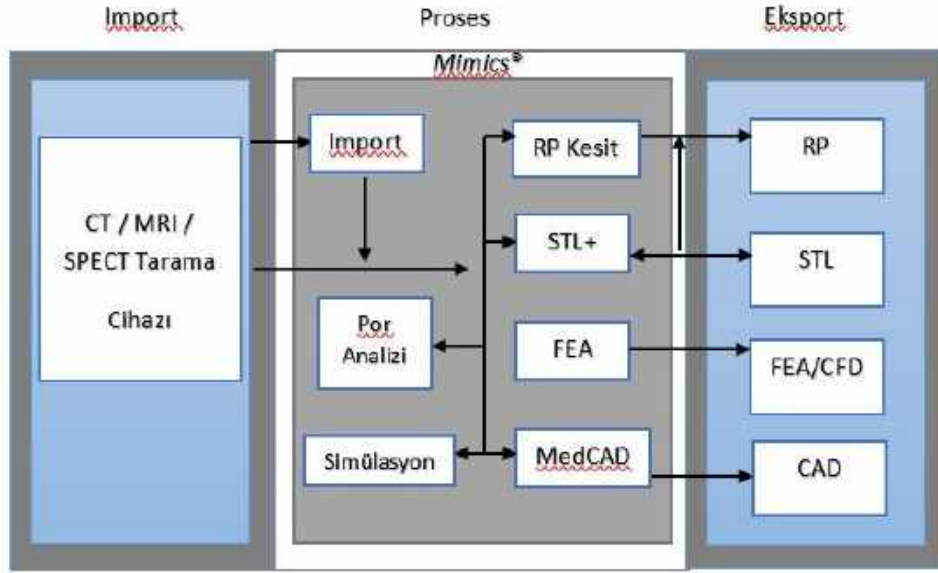 Import
Proses
Eksport
Mimics®
CT / MRI /
SPECT Tarama
Cihazı
Import
Por
Analizi
Simülasyon
RP Kesit
STL+
FEA
MedCAD
RP
STL
FEA/CFD
CAD